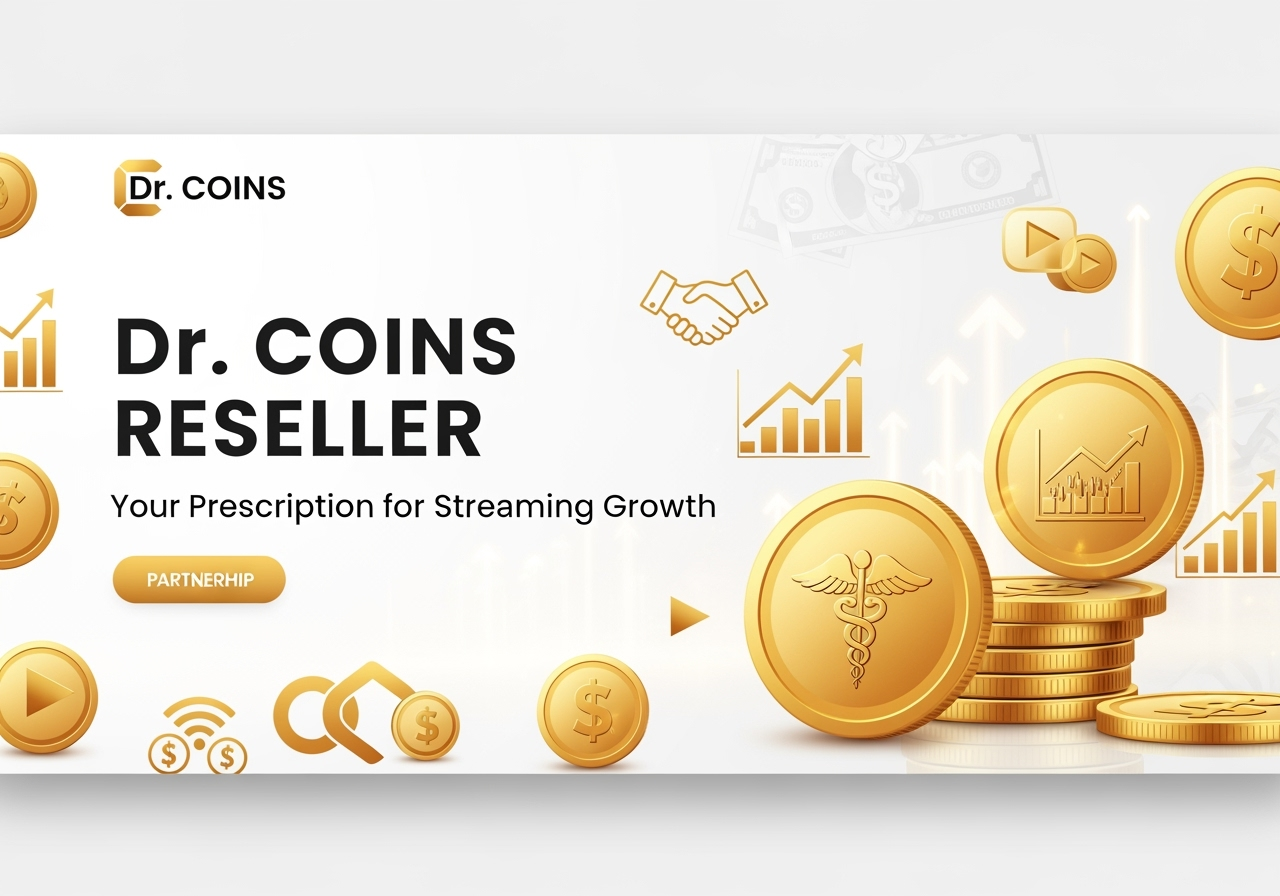 Dr. COINS
Dr. COINS
RESELLER
Your Prescription for Streaming Growth
PARTNERHIP